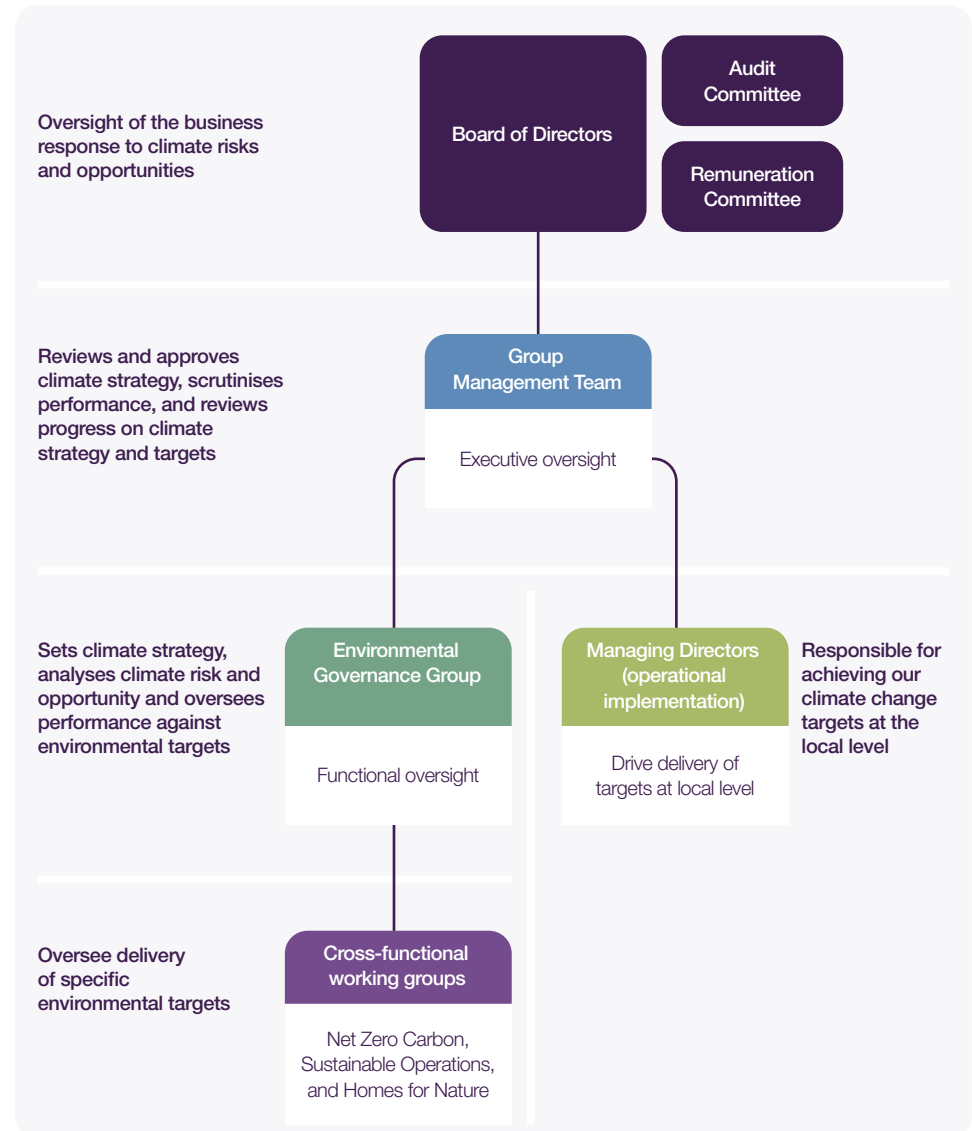 Oversight of the business
response to climate risks
and opportunities
Board of Directors
Audit
Committee
Remuneration
Committee
Reviews and approves
climate strategy, scrutinises
performance, and reviews
progress on climate
strategy and targets
Group
Management Team
Executive oversight
Sets climate strategy,
analyses climate risk and
opportunity and oversees
performance against
environmental targets
Environmental
Governance Group
Functional oversight
Managing Directors
(operational
implementation)
Drive delivery of
targets at local level
Responsible for
achieving our
climate change
targets at the
local level
Oversee delivery
of specific
environmental targets
Cross-functional
working groups
Net Zero Carbon,
Sustainable Operations,
and Homes for Nature